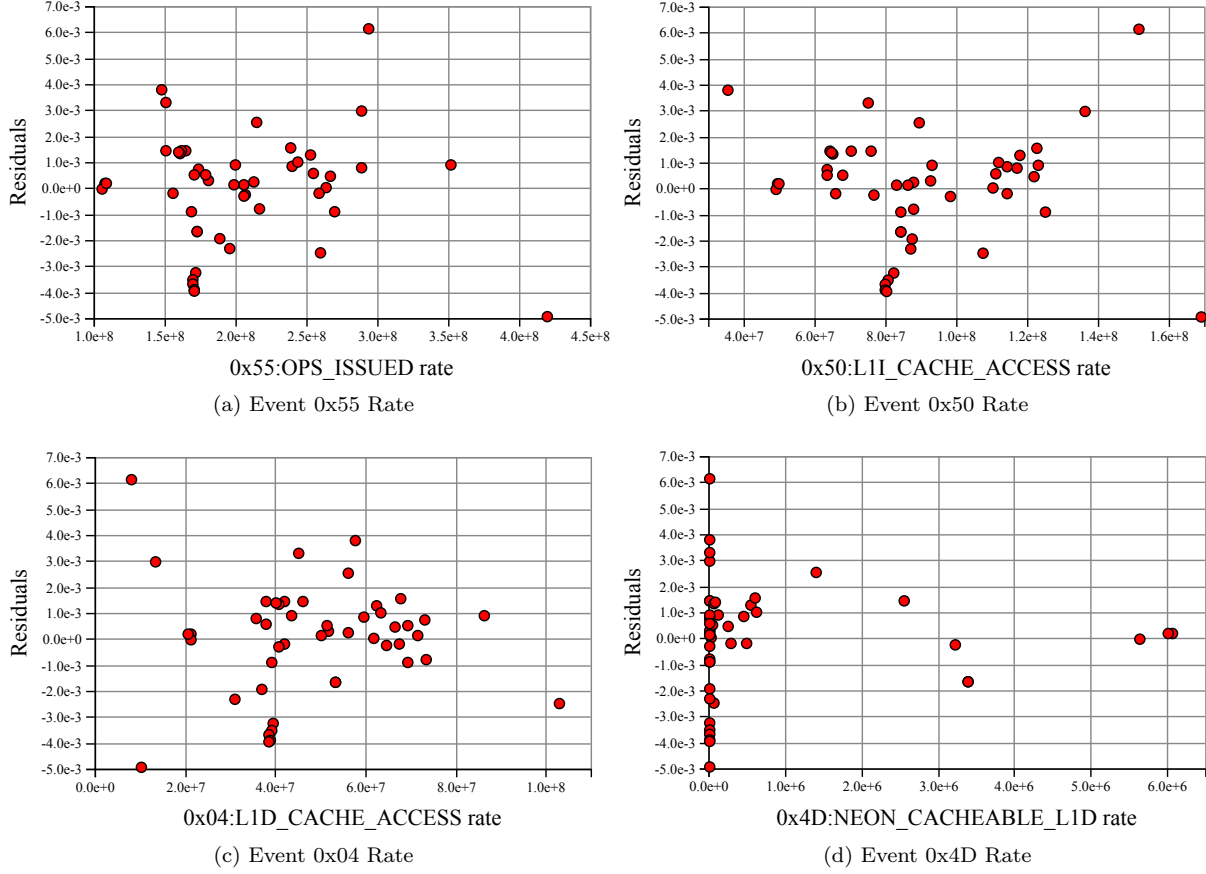 7.0e-3
6.0e-3
5.0e-3
4.0e-3
3.0e-3
2.0e-3
1.0e-3
0.0e+0
-1.0e-3
-2.0e-3
-3.0e-3
-4.0e-3
-5.0e-3
Residuals
1.0e+8 1.5e+8 2.0e+8 2.5e+8 3.0e+8 3.5e+8 4.0e+8 4.5e+8
0x55:OPS_ISSUED rate
(a) Event 0x55 Rate
7.0e-3
6.0e-3
5.0e-3
4.0e-3
3.0e-3
2.0e-3
1.0e-3
0.0e+0
-1.0e-3
-2.0e-3
-3.0e-3
-4.0e-3
-5.0e-3
Residuals
4.0e+7 6.0e+7 8.0e+7 1.0e+8 1.2e+8 1.4e+8 1.6e+8
0x50:L1I_CACHE_ACCESS rate
(b) Event 0x50 Rate
7.0e-3
6.0e-3
5.0e-3
4.0e-3
3.0e-3
2.0e-3
1.0e-3
0.0e+0
-1.0e-3
-2.0e-3
-3.0e-3
-4.0e-3
-5.0e-3
Residuals
0.0e+0 2.0e+7 4.0e+7 6.0e+7 8.0e+7 1.0e+8
0x04:L1D_CACHE_ACCESS rate
(c) Event 0x04 Rate
7.0e-3
6.0e-3
5.0e-3
4.0e-3
3.0e-3
2.0e-3
1.0e-3
0.0e+0
-1.0e-3
-2.0e-3
-3.0e-3
-4.0e-3
-5.0e-3
Residuals
0.0e+0 1.0e+6 2.0e+6 3.0e+6 4.0e+6 5.0e+6 6.0e+6
0x4D:NEON_CACHEABLE_L1D rate
(d) Event 0x4D Rate